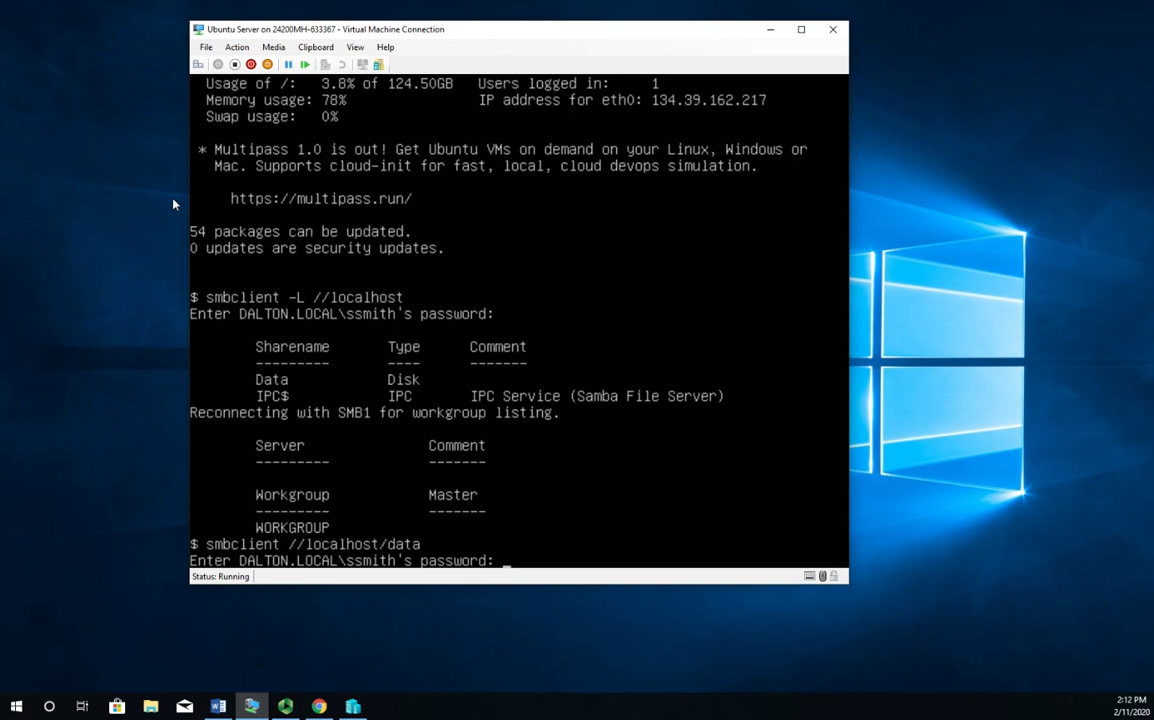 Ubuntu Server on 24200MH-633367 - Virtual Machine Connection
File Action Media Clipboard View Help
Usage of /: 3.8% of 124.50GB Users logged in: 1
Memory usage: 78% IP address for eth0: 134.39.162.217
Swap usage: 0%
* Multipass 1.0 is out! Get Ubuntu VMs on demand on your Linux, Windows or
Mac. Supports cloud-init for fast, local, cloud devops simulation.
https://multipass.run/
54 packages can be updated.
0 updates are security updates.
$ smbclient -L //localhost
Enter DALTON.LOCAL\ssmith's password:
Sharename Type Comment
--------- ---- -------
Data Disk
IPC$ IPC IPC Service (Samba File Server)
Reconnecting with SMB1 for workgroup listing.
Server Comment
--------- -------
Workgroup Master
--------- -------
WORKGROUP
$ smbclient //localhost/data
Enter DALTON.LOCAL\ssmith's password: _
Status: Running
2:12 PM
2/11/2020